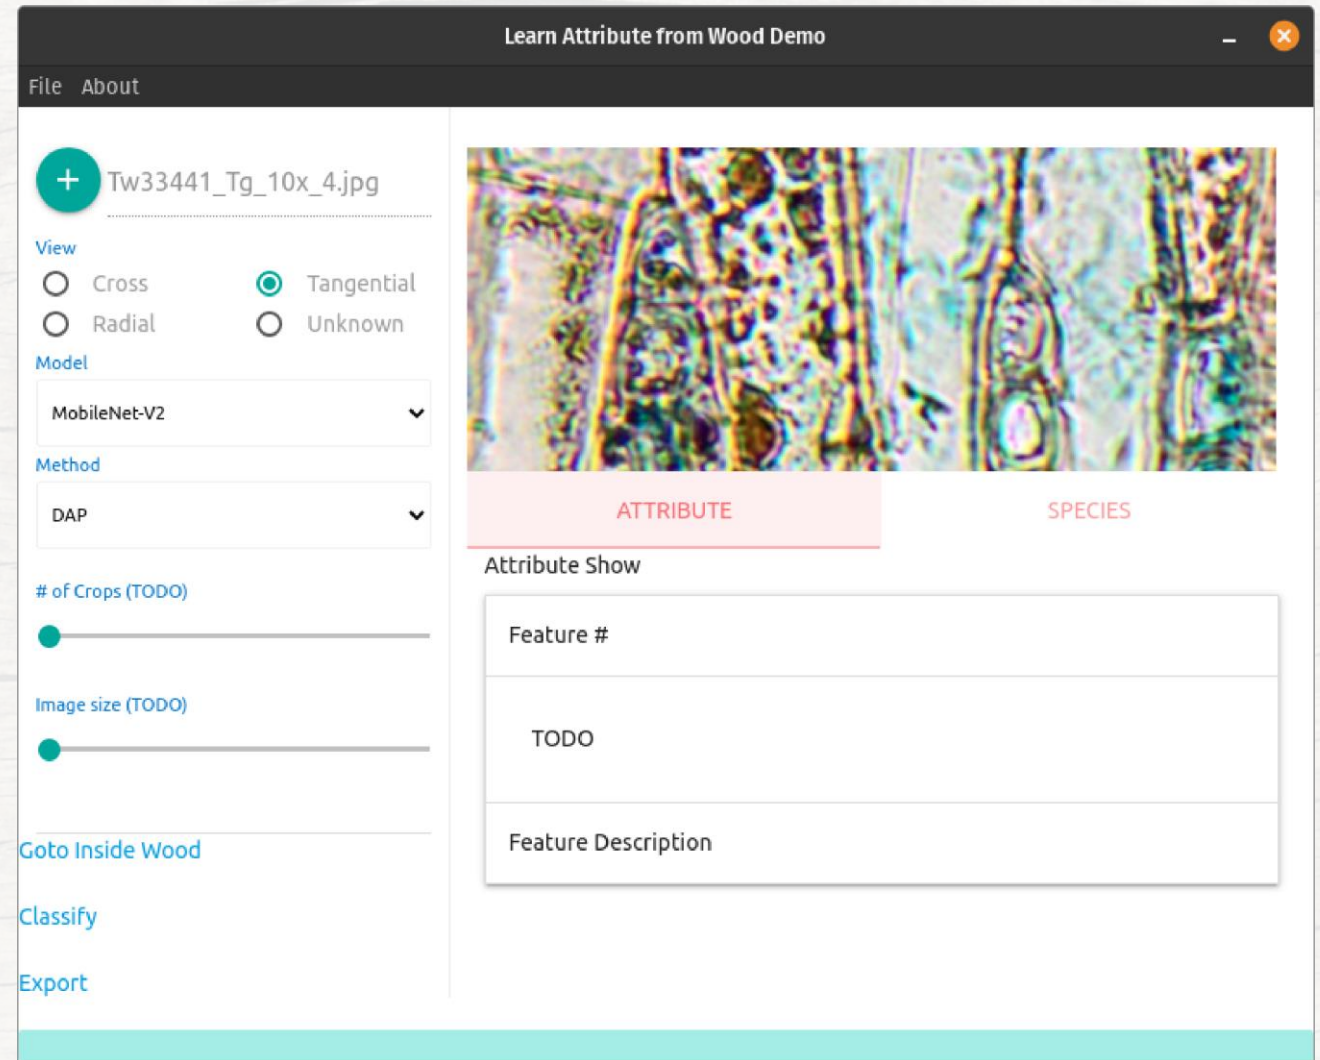 Learn Attribute from Wood Demo
File About
+ Tw33441_Tg_10x_4.jpg
View
Cross Tangential
Radial Unknown
Model
MobileNet-V2
Method
DAP
# of Crops (TODO)
Image size (TODO)
Goto Inside Wood
Classify
Export
ATTRIBUTE SPECIES
Attribute Show
Feature #
TODO
Feature Description